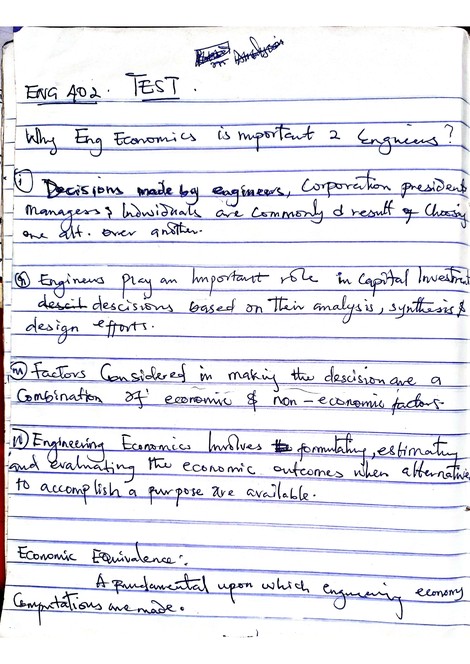 on Analysis
ENG 402. TEST.
Why Eng Economics is important 2 Engineers?
(i) Decisions made by engineers, Corporation president
managers & Individuals are commonly d result of choosing
one alt. over another.
(ii) Engineers play an important role in Capital Investment
descisions based on their analysis, synthesis &
design efforts.
(iii) Factors Considered in making the descision are a
Combination of economic & non-economic factors.
(iv) Engineering Economics Involves formulating, estimating
and evaluating the economic outcomes when alternative
to accomplish a purpose are available.
Economic Equivalence:
A fundamental upon which engineering economy
Computations are made.